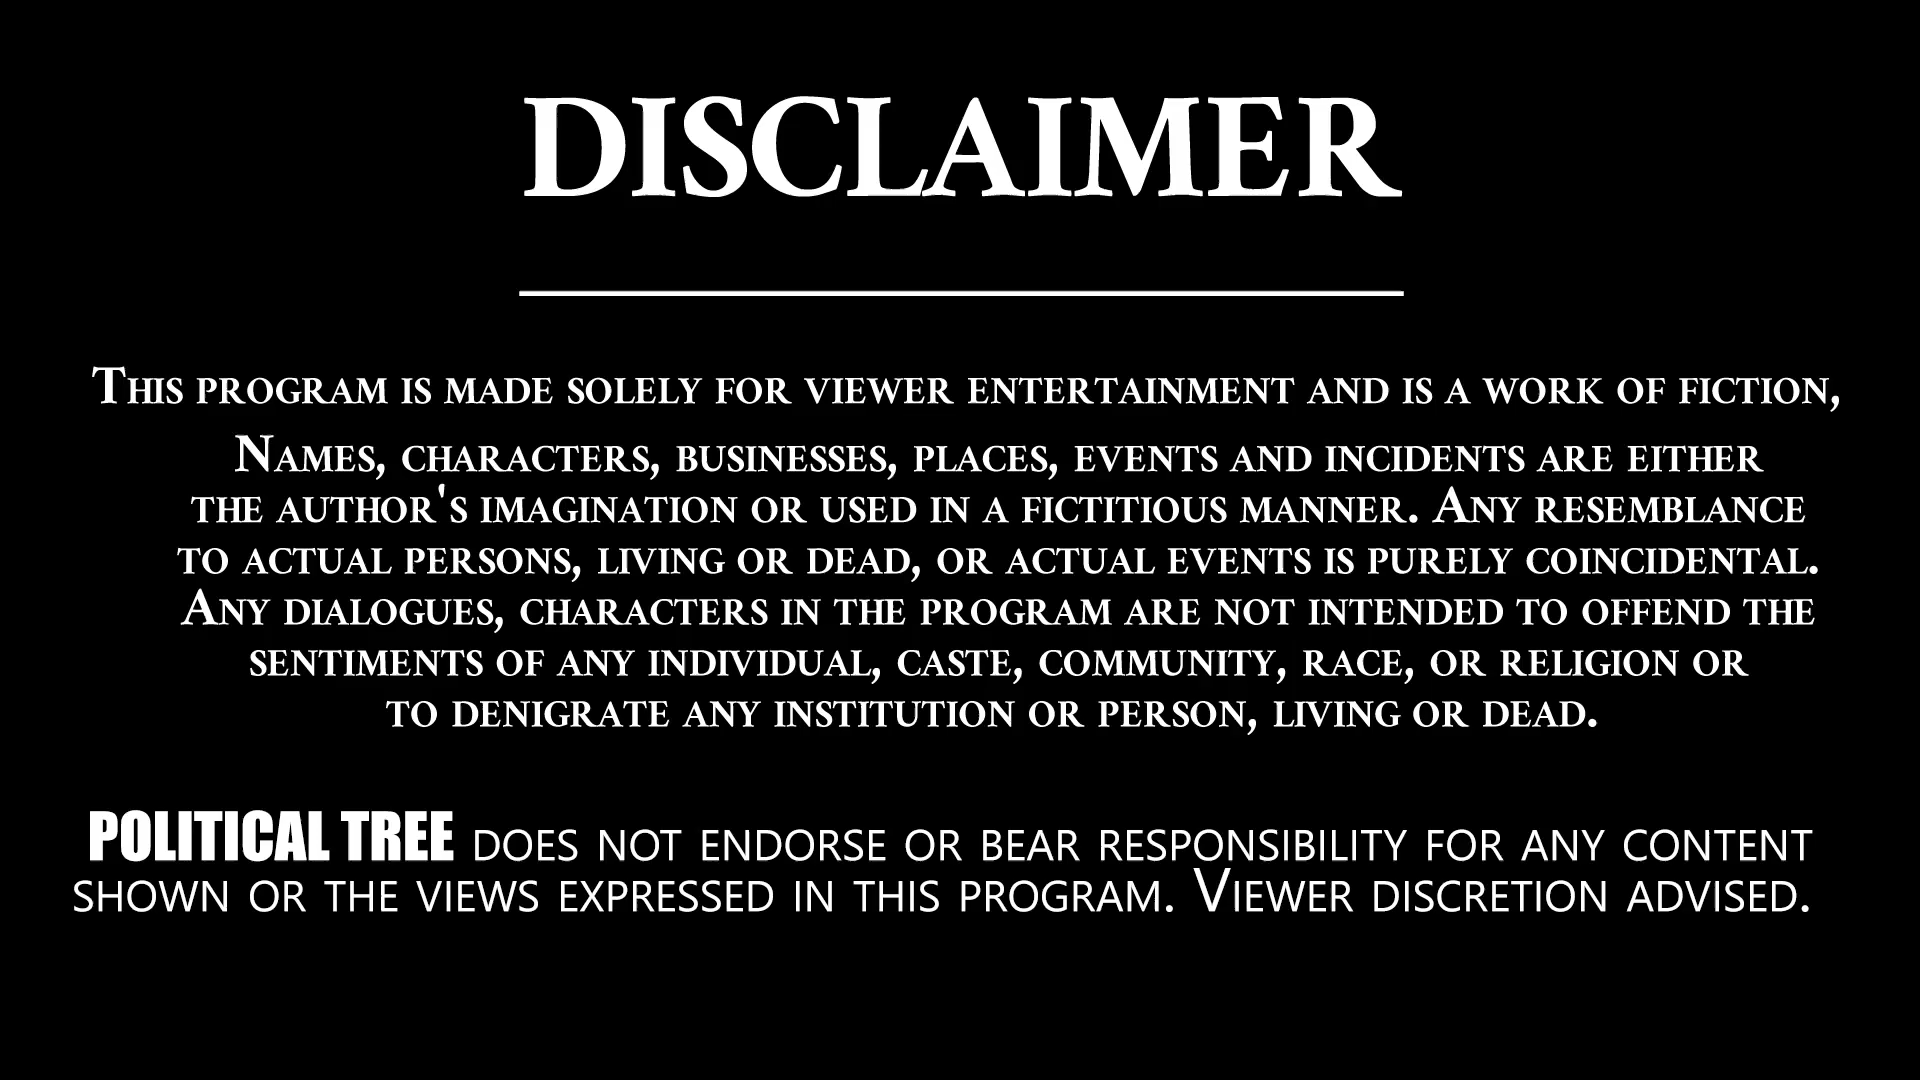 DISCLAIMER
This program is made solely for viewer entertainment and is a work of fiction,
Names, characters, businesses, places, events and incidents are either
the author's imagination or used in a fictitious manner. Any resemblance
to actual persons, living or dead, or actual events is purely coincidental.
Any dialogues, characters in the program are not intended to offend the
sentiments of any individual, caste, community, race, or religion or
to denigrate any institution or person, living or dead.
POLITICAL TREE does not endorse or bear responsibility for any content
shown or the views expressed in this program. Viewer discretion advised.